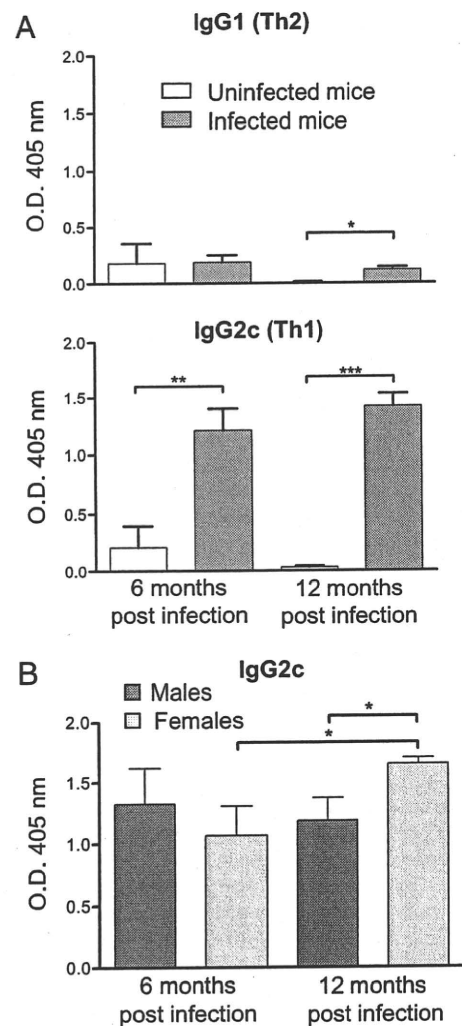 A
IgG1 (Th2)
2.0
1.5
1.0
0.5
0.0
O.D. 405 nm
Uninfected mice
Infected mice
*
IgG2c (Th1)
2.0
1.5
1.0
0.5
0.0
O.D. 405 nm
**
***
6 months
post infection
12 months
post infection
B
IgG2c
Males
Females
2.0
1.5
1.0
0.5
0.0
O.D. 405 nm
*
*
6 months
post infection
12 months
post infection